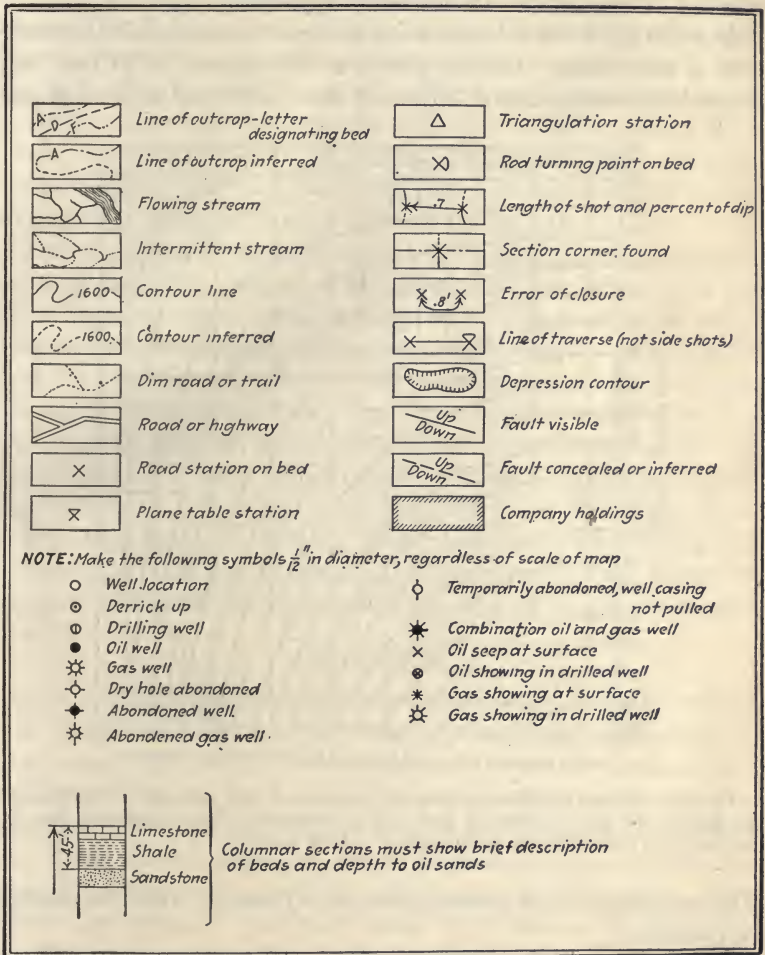 A D F Line of outcrop-letter
designating bed
A Line of outcrop inferred
Flowing stream
Intermittent stream
1600 Contour line
1600 Contour inferred
Dim road or trail
Road or highway
Road station on bed
Plane table station
Triangulation station
Rod turning point on bed
.7 Length of shot and percent of dip
Section corner. found
.8' Error of closure
Line of traverse (not side shots)
Depression contour
Up
Down Fault visible
Up
Down Fault concealed or inferred
Company holdings
NOTE: Make the following symbols 1/12" in diameter, regardless of scale of map
Well location
Derrick up
Drilling well
Oil well
Gas well
Dry hole abandoned
Abondoned well.
Abondened gas well
Temporarily abandoned, well casing
not pulled
Combination oil and gas well
Oil seep at surface
Oil showing in drilled well
Gas showing at surface
Gas showing in drilled well
45'
Limestone
Shale
Sandstone
Columnar sections must show brief description
of beds and depth to oil sands